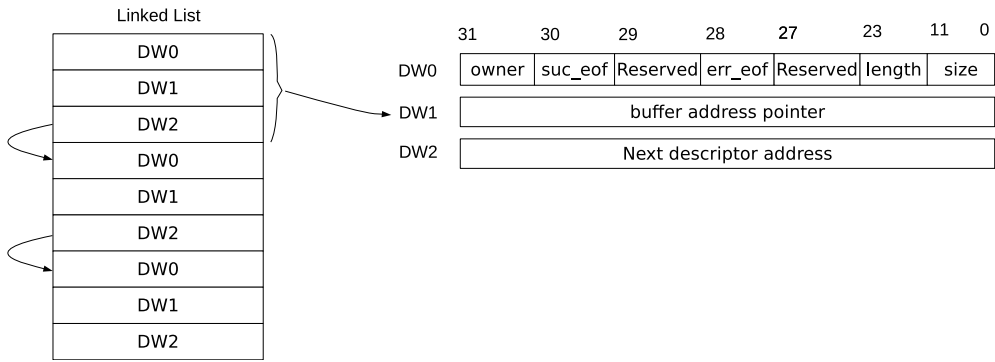 Linked List
DW0
DW1
DW2
DW0
DW1
DW2
DW0
DW1
DW2
31 30 29 28 27 23 11 0
DW0 owner suc_eof Reserved err_eof Reserved length size
DW1 buffer address pointer
DW2 Next descriptor address